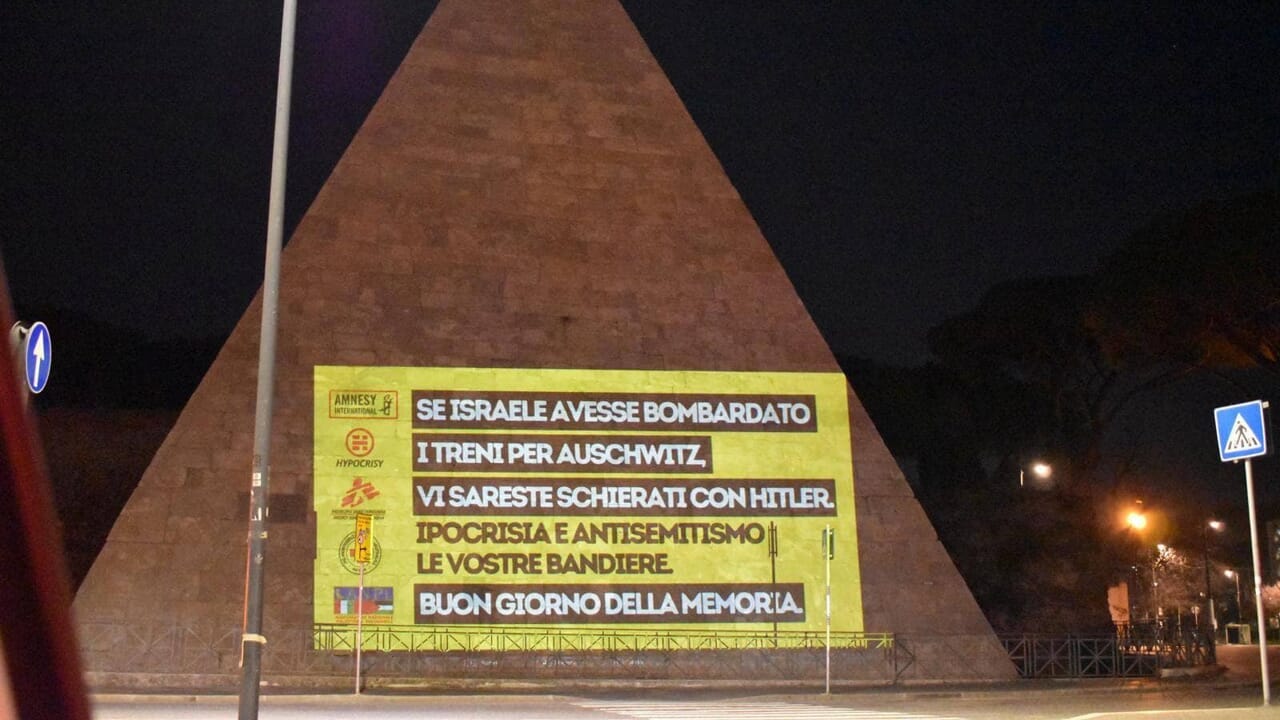 AMNESY
INTERNATIONAL
HYPOCRISY
SE ISRAELE AVESSE BOMBARDATO
I TRENI PER AUSCHWITZ,
VI SARESTE SCHIERATI CON HITLER.
IPOCRISIA E ANTISEMITISMO
LE VOSTRE BANDIERE.
BUON GIORNO DELLA MEMORIA.